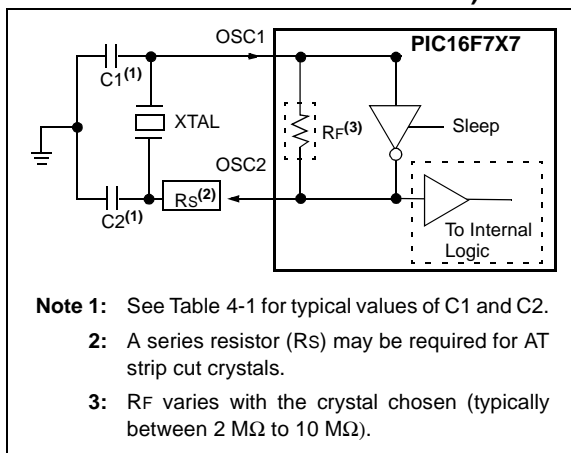 OSC1
PIC16F7X7
C1(1)
XTAL
RF(3)
Sleep
OSC2
C2(1)
RS(2)
To Internal
Logic
Note 1: See Table 4-1 for typical values of C1 and C2.
2: A series resistor (RS) may be required for AT
strip cut crystals.
3: RF varies with the crystal chosen (typically
between 2 MΩ to 10 MΩ).